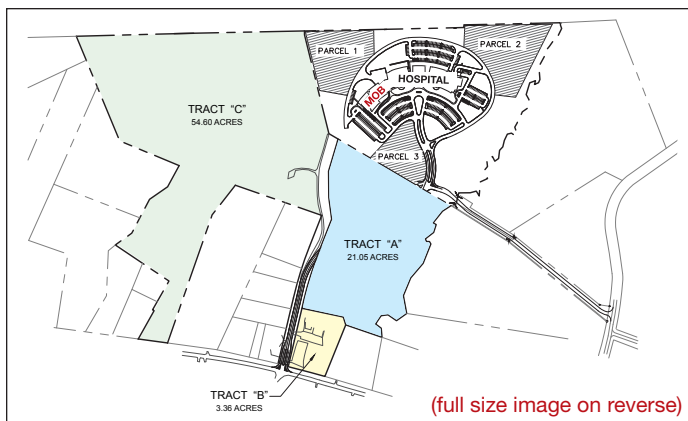 PARCEL 1
PARCEL 2
HOSPITAL
MOB
TRACT "C"
54.60 ACRES
PARCEL 3
TRACT "A"
21.05 ACRES
TRACT "B"
3.36 ACRES
(full size image on reverse)